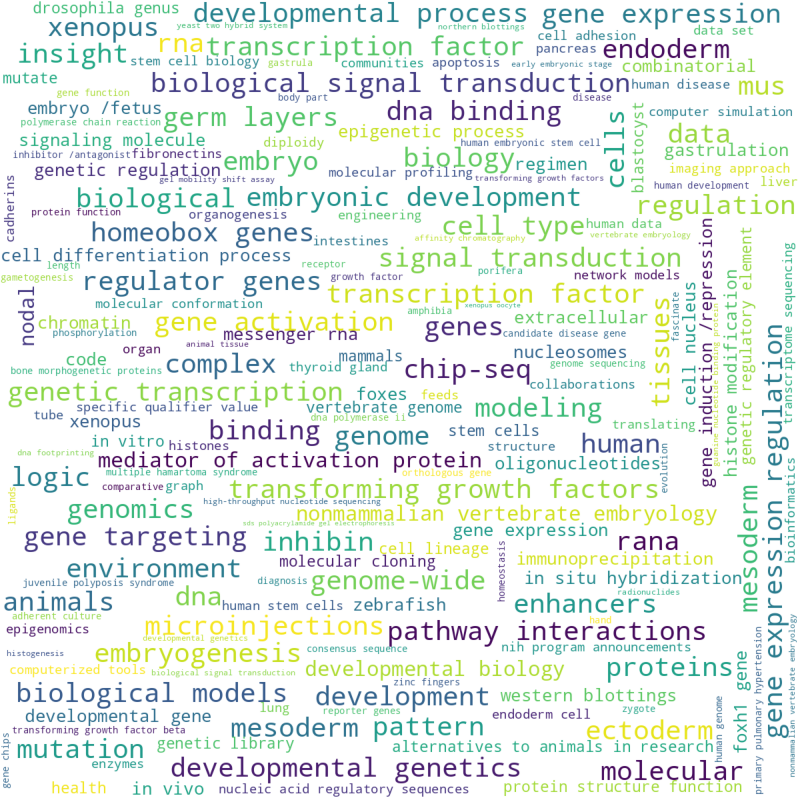 drosophila genus
yeast two hybrid system
developmental process
gene expression
xenopus
northern blottings
cell adhesion
data set
insight
rna
transcription factor
pancreas
endoderm
stem cell biology
gastrula
communities
apoptosis
early embryonic stage
combinatorial
mutate
biological signal transduction
human disease
mus
gene function
body part
disease
embryo /fetus
germ layers
dna binding
computer simulation
polymerase chain reaction
epigenetic process
cells
blastocyst
data
signaling molecule
diploidy
human embryonic stem cell
gastrulation
inhibitor /antagonist
fibronectins
embryo
biology
regimen
imaging approach
liver
genetic regulation
gel mobility shift assay
molecular profiling
transforming growth factors
human development
cadherins
biological
embryonic development
regulation
protein function
organogenesis
engineering
cell type
human data
homeobox genes
intestines
affinity chromatography
vertebrate embryology
cell differentiation process
length
receptor
signal transduction
gametogenesis
regulator genes
growth factor
porifera
network models
transcription factor
nodal
molecular conformation
amphibia
xenopus oocyte
tissues
fascinate
cell nucleus
guanine nucleotide binding protein
gene induction /repression
histone modification
genetic regulatory element
gene expression regulation
transcriptome sequencing
chromatin
gene activation
genes
extracellular
phosphorylation
messenger rna
candidate disease gene
code
organ
animal tissue
complex
mammals
chip-seq
nucleosomes
genome sequencing
bone morphogenetic proteins
thyroid gland
collaborations
genetic transcription
foxes
feeds
modeling
tube
specific qualifier value
vertebrate genome
xenopus
dna polymerase ii
translating
in vitro
binding
genome
stem cells
human
dna footprinting
histones
structure
evolution
mediator of activation protein
oligonucleotides
logic
multiple hamartoma syndrome
orthologous gene
comparative
graph
transforming growth factors
bioinformatics
ligands
genomics
high-throughput nucleotide sequencing
nonmammalian vertebrate embryology
mesoderm
sds polyacrylamide gel electrophoresis
gene targeting
inhibin
gene expression
rana
cell lineage
environment
molecular cloning
homeostasis
immunoprecipitation
juvenile polyposis syndrome
diagnosis
genome-wide
in situ hybridization
radionuclides
animals
dna
human stem cells
zebrafish
enhancers
adherent culture
epigenomics
microinjections
pathway interactions
hand
developmental genetics
histogenesis
embryogenesis
consensus sequence
nih program announcements
computerized tools
biological signal transduction
developmental biology
proteins
foxh1 gene
human genome
primary pulmonary hypertension
nonmammalian vertebrate embryology
zinc fingers
biological models
development
western blottings
developmental gene
lung
reporter genes
endoderm cell
zygote
transforming growth factor beta
mesoderm
pattern
ectoderm
gene chips
mutation
genetic library
alternatives to animals in research
enzymes
developmental genetics
molecular
health
in vivo
nucleic acid regulatory sequences
protein structure function